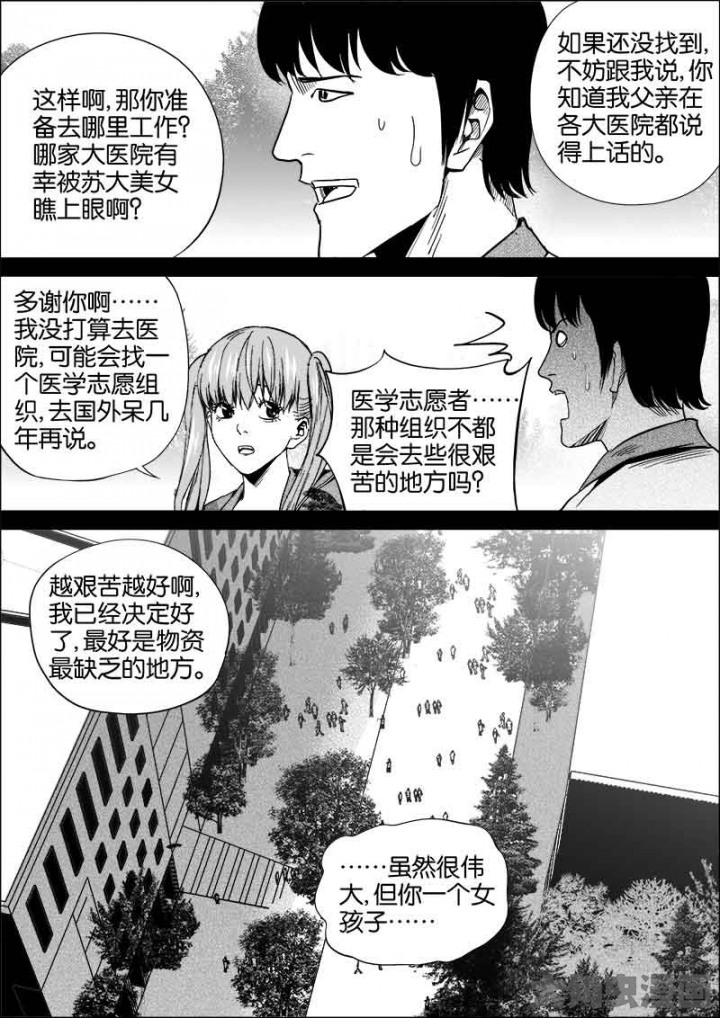 这样啊,那你准
备去哪里工作?
哪家大医院有
幸被苏大美女
瞧上眼啊?
如果还没找到,
不妨跟我说,你
知道我父亲在
各大医院都说
得上话的。
多谢你啊……
我没打算去医
院,可能会找一
个医学志愿组
织,去国外呆几
年再说。
医学志愿者……
那种组织不都
是会去些很艰
苦的地方吗?
越艰苦越好啊,
我已经决定好
了,最好是物资
最缺乏的地方。
……虽然很伟
大,但你一个女
孩子……